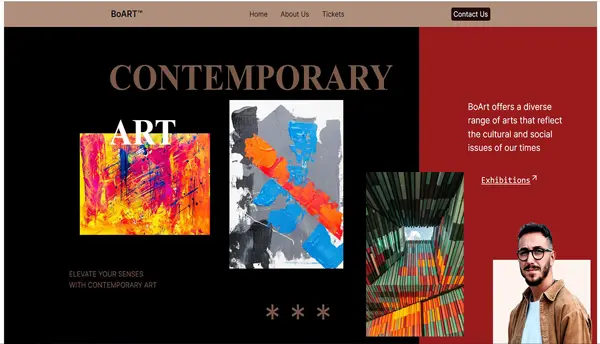 BoART™
Home About Us Tickets
Contact Us
CONTEMPORARY
ART
BoArt offers a diverse
range of arts that reflect
the cultural and social
issues of our times
Exhibitions↗
ELEVATE YOUR SENSES
WITH CONTEMPORARY ART